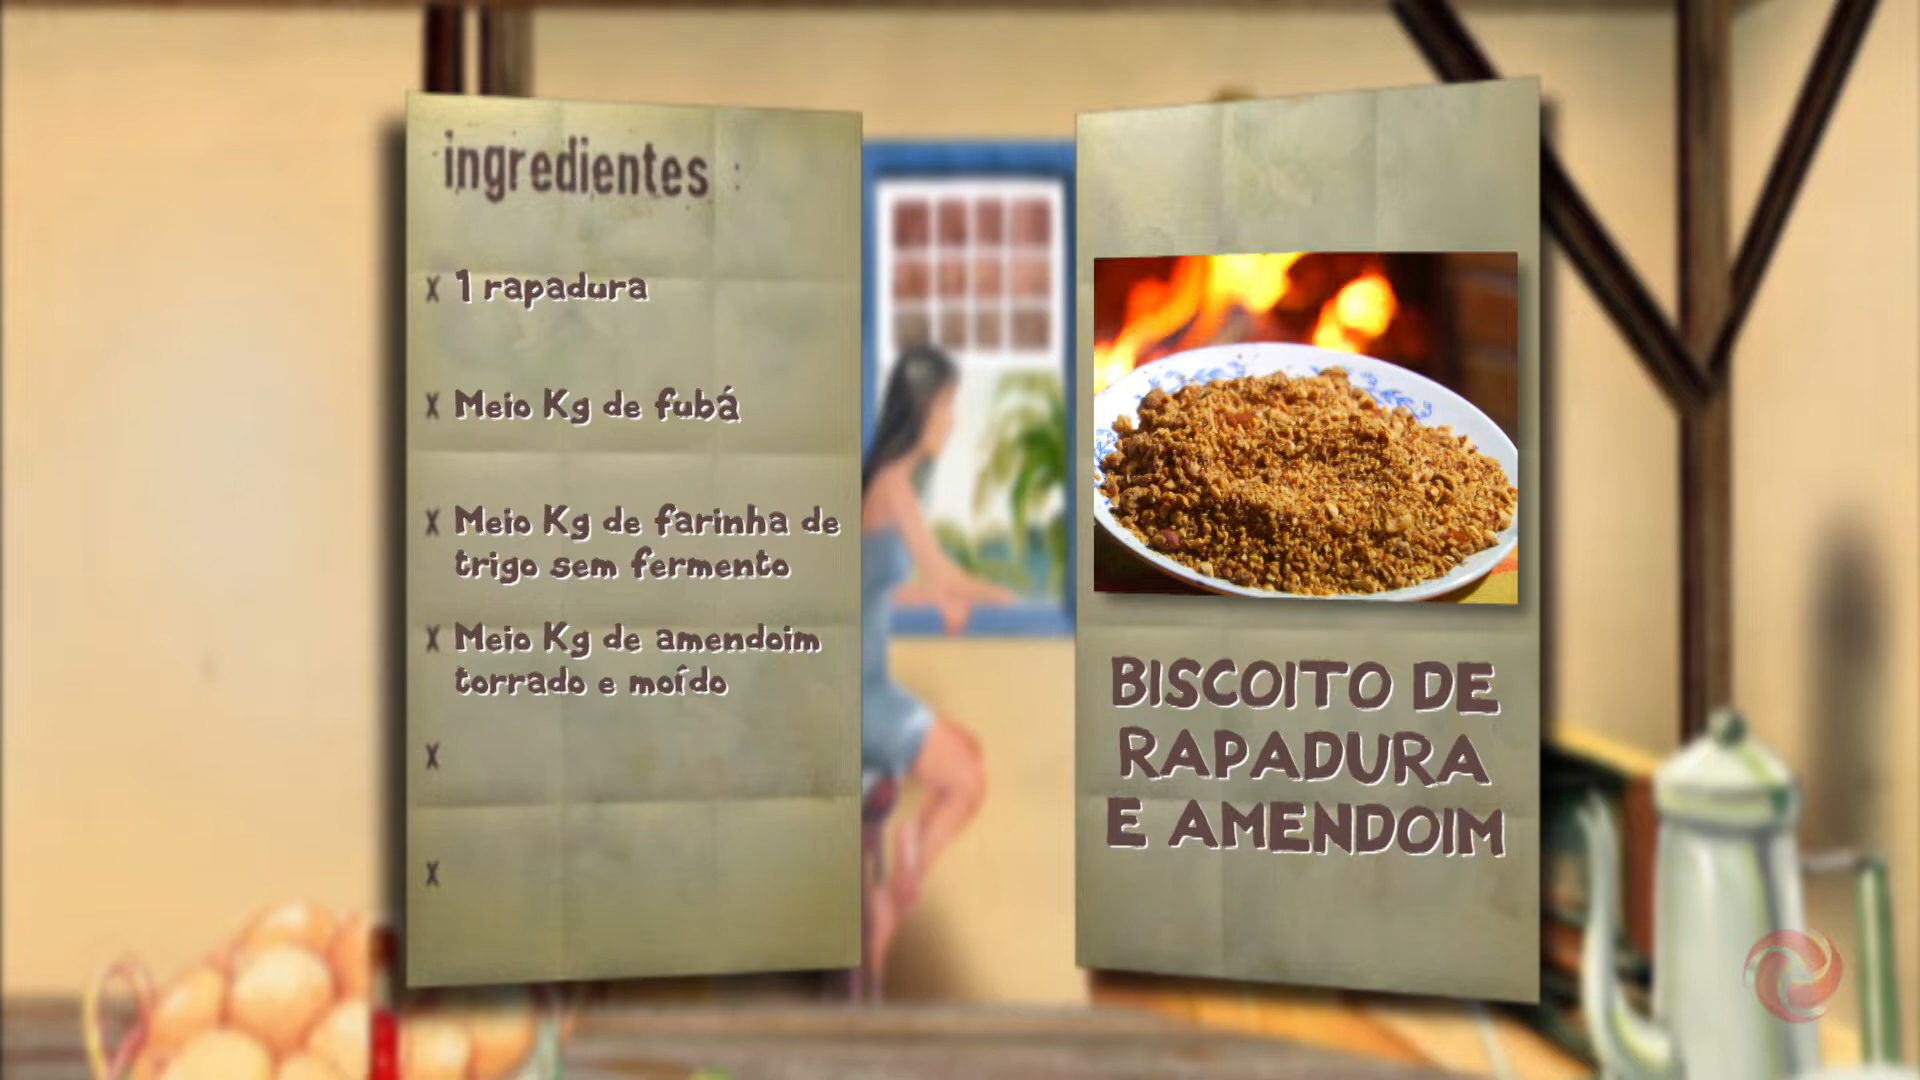 ingredientes :
x 1 rapadura
x Meio Kg de fubá
x Meio Kg de farinha de
trigo sem fermento
x Meio Kg de amendoim
torrado e moído
x
x
BISCOITO DE
RAPADURA
E AMENDOIM